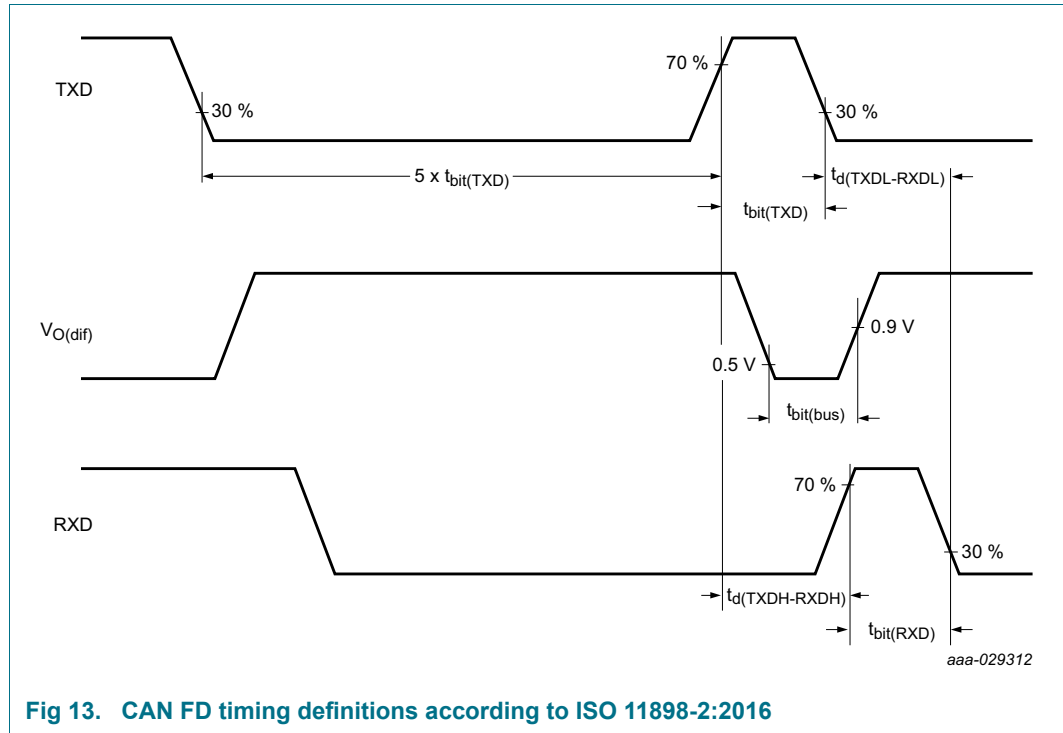 TXD
70 %
30 %
30 %
5 x tbit(TXD)
td(TXDL-RXDL)
tbit(TXD)
VO(dif)
0.9 V
0.5 V
tbit(bus)
RXD
70 %
30 %
td(TXDH-RXDH)
tbit(RXD)
aaa-029312
Fig 13. CAN FD timing definitions according to ISO 11898-2:2016